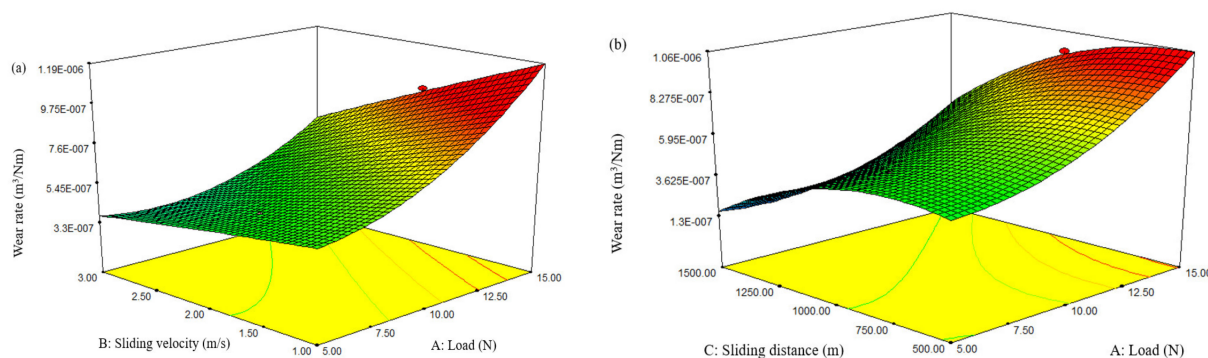 (a)
1.19E-006
9.75E-007
7.6E-007
5.45E-007
3.3E-007
Wear rate (m³/Nm)
3.00
2.50
2.00
1.50
1.00
B: Sliding velocity (m/s)
5.00
7.50
10.00
12.50
15.00
A: Load (N)
(b)
1.06E-006
8.275E-007
5.95E-007
3.625E-007
1.3E-007
Wear rate (m³/Nm)
1500.00
1250.00
1000.00
750.00
500.00
C: Sliding distance (m)
5.00
7.50
10.00
12.50
15.00
A: Load (N)